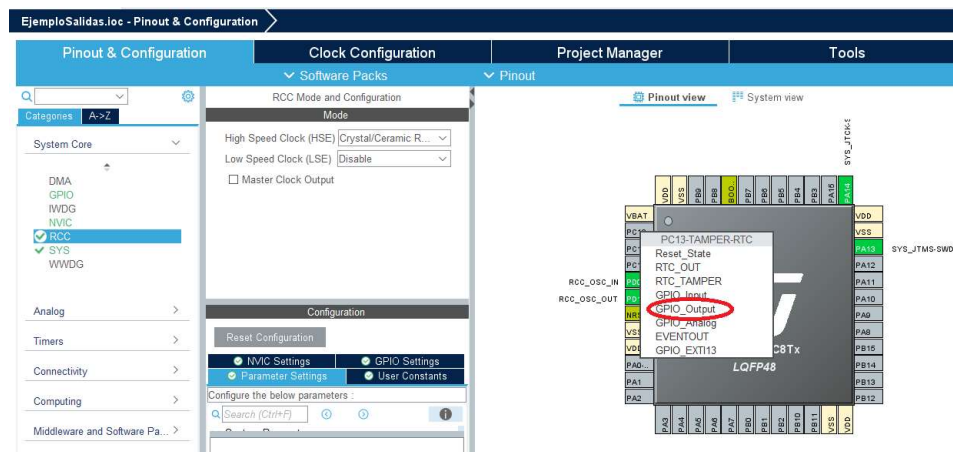 EjemploSalidas.ioc - Pinout & Configuration
Pinout & Configuration
Clock Configuration
Project Manager
Tools
Software Packs
Pinout
Categories
A->Z
System Core
DMA
GPIO
IWDG
NVIC
RCC
SYS
WWDG
Analog
Timers
Connectivity
Computing
Middleware and Software Pa...
RCC Mode and Configuration
Mode
High Speed Clock (HSE) Crystal/Ceramic R...
Low Speed Clock (LSE) Disable
Master Clock Output
Configuration
Reset Configuration
NVIC Settings
GPIO Settings
Parameter Settings
User Constants
Configure the below parameters :
Search (Ctrl+F)
Pinout view
System view
SYS_JTCK-S
VDD
VSS
PB9
PB8
BOO..
PB7
PB6
PB5
PB4
PB3
PA15
PA14
VBAT
PC13-TAMPER-RTC
Reset_State
RTC_OUT
RTC_TAMPER
GPIO_Input
GPIO_Output
GPIO_Analog
EVENTOUT
GPIO_EXTI13
RCC_OSC_IN
RCC_OSC_OUT
PA0-..
PA1
PA2
VDD
VSS
PA13
SYS_JTMS-SWD
PA12
PA11
PA10
PA9
PA8
PB15
PB14
PB13
PB12
C8Tx
LQFP48
PA3
PA4
PA5
PA6
PA7
PB0
PB1
PB2
PB10
PB11
VSS
VDD